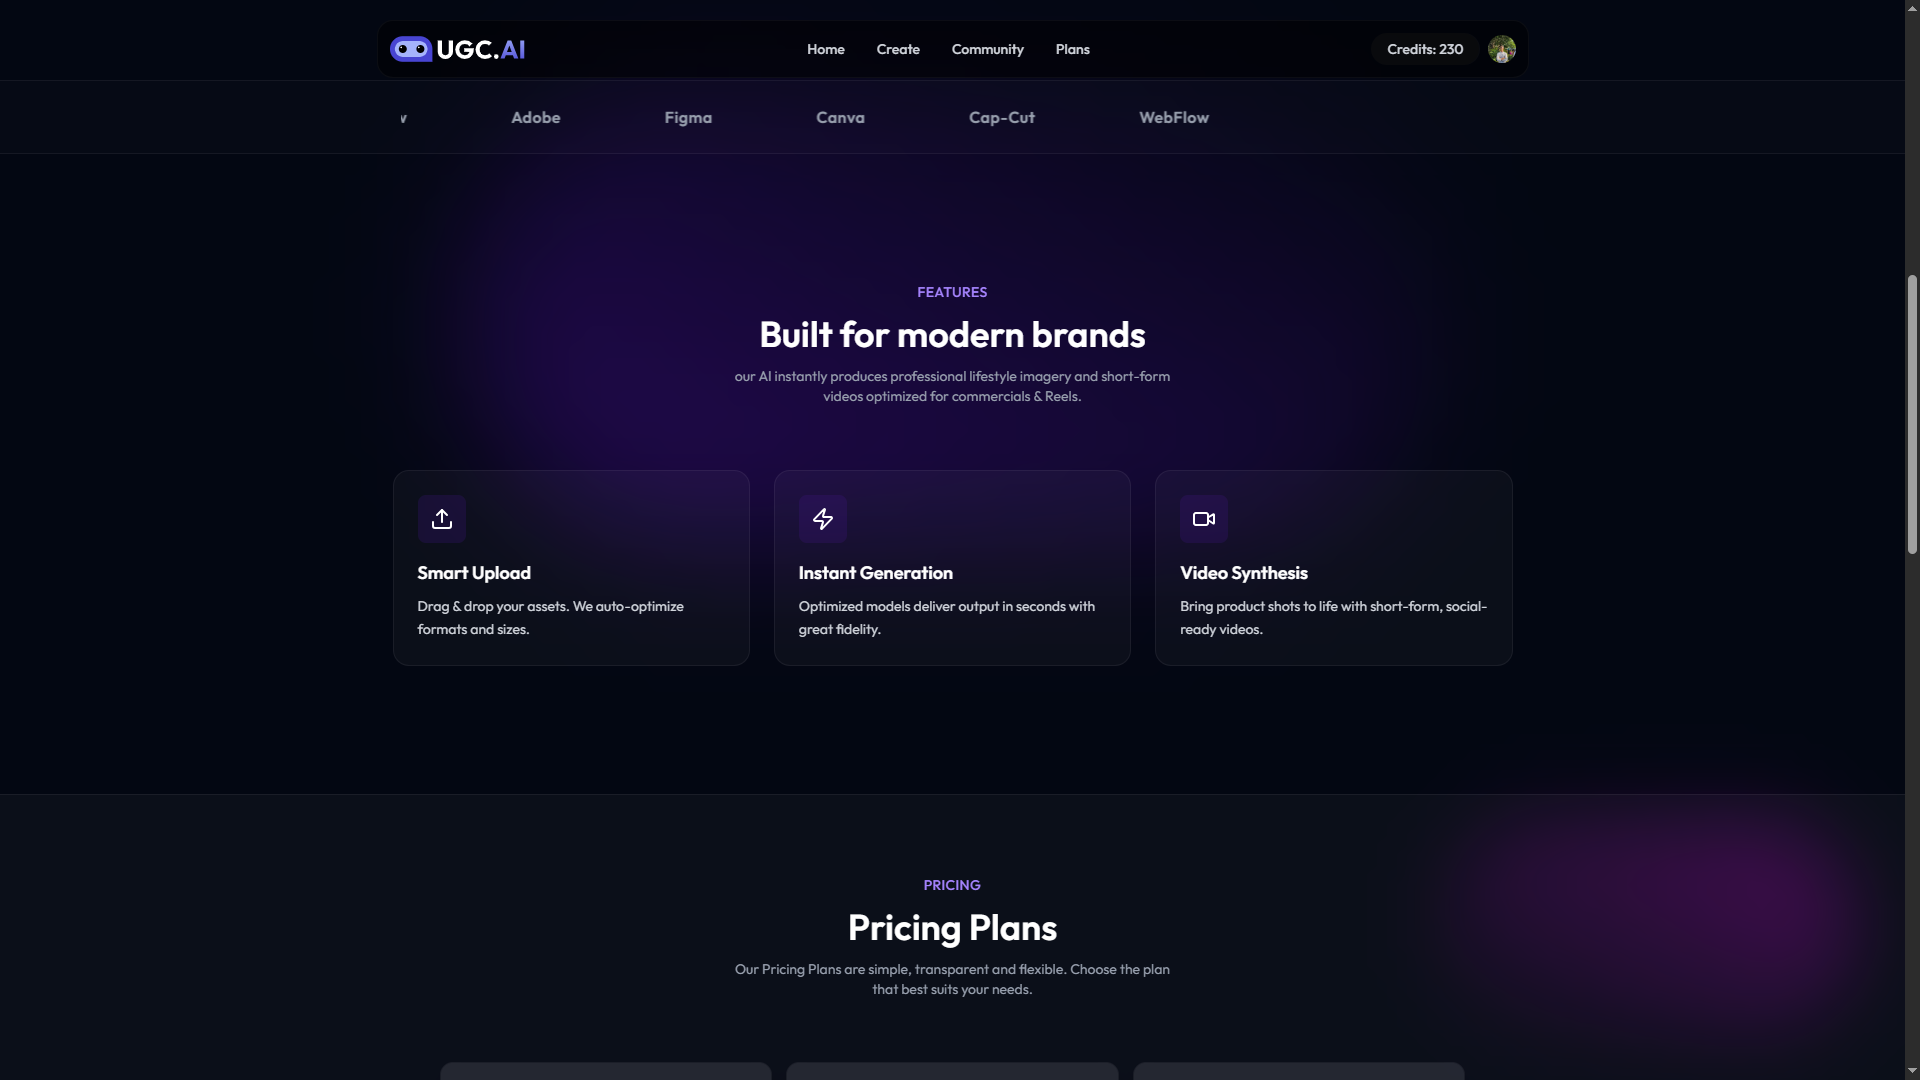 UGC.AI
Home
Create
Community
Plans
Credits: 230
Adobe
Figma
Canva
Cap-Cut
WebFlow
FEATURES
Built for modern brands
our AI instantly produces professional lifestyle imagery and short-form
videos optimized for commercials & Reels.
Smart Upload
Drag & drop your assets. We auto-optimize
formats and sizes.
Instant Generation
Optimized models deliver output in seconds with
great fidelity.
Video Synthesis
Bring product shots to life with short-form, social-
ready videos.
PRICING
Pricing Plans
Our Pricing Plans are simple, transparent and flexible. Choose the plan
that best suits your needs.